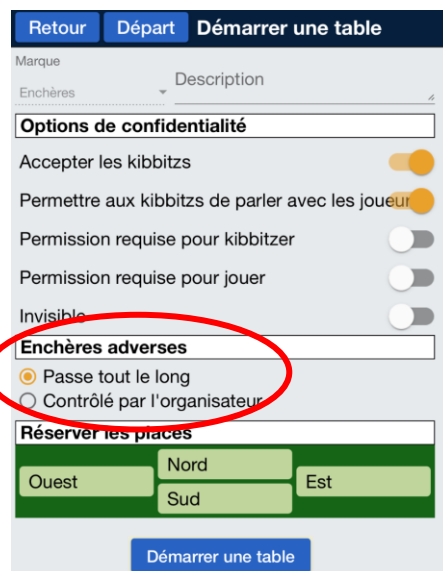 Retour Départ Démarrer une table
Marque
Enchères Description
Options de confidentialité
Accepter les kibbitzs
Permettre aux kibbitzs de parler avec les joueur
Permission requise pour kibbitzer
Permission requise pour jouer
Invisible
Enchères adverses
Passe tout le long
Contrôlé par l'organisateur
Réserver les places
Nord
Ouest Est
Sud
Démarrer une table